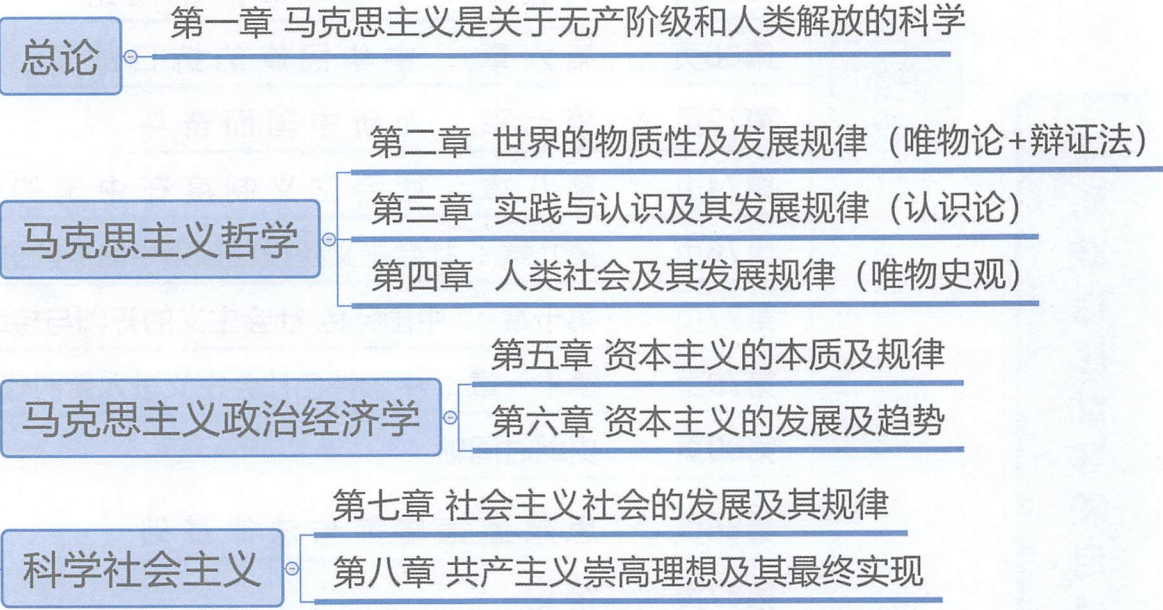 总论
第一章 马克思主义是关于无产阶级和人类解放的科学
马克思主义哲学
第二章 世界的物质性及发展规律（唯物论+辩证法）
第三章 实践与认识及其发展规律（认识论）
第四章 人类社会及其发展规律（唯物史观）
马克思主义政治经济学
第五章 资本主义的本质及规律
第六章 资本主义的发展及趋势
科学社会主义
第七章 社会主义社会的发展及其规律
第八章 共产主义崇高理想及其最终实现